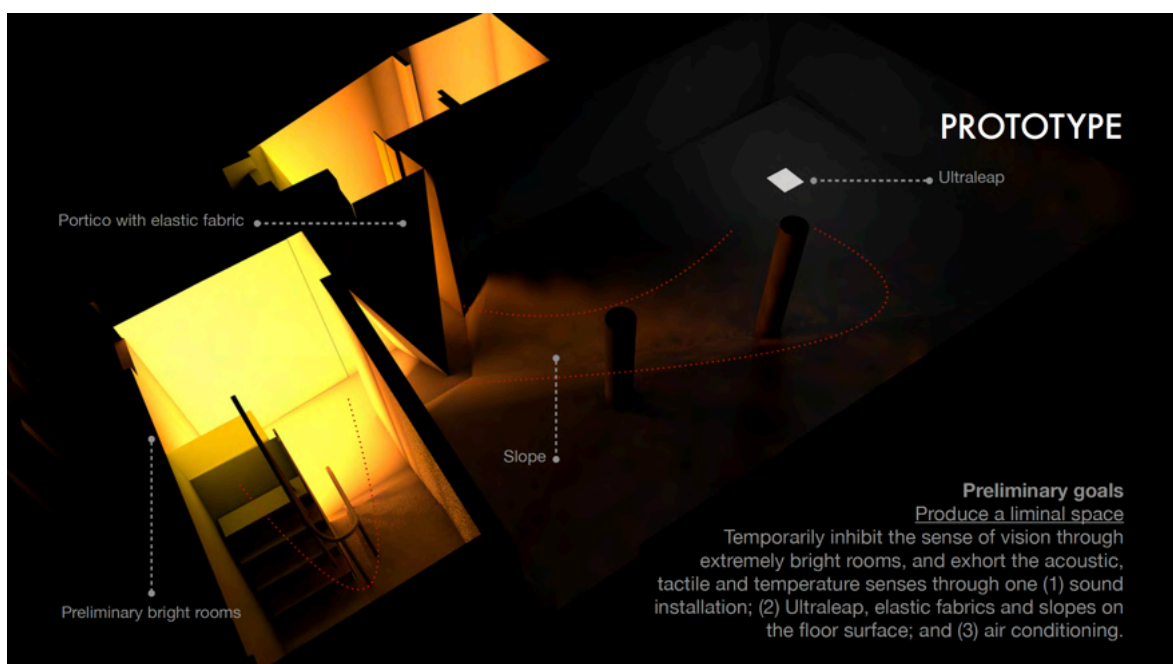 PROTOTYPE
Ultraleap
Portico with elastic fabric
Slope
Preliminary bright rooms
Preliminary goals
Produce a liminal space
Temporarily inhibit the sense of vision through
extremely bright rooms, and exhort the acoustic,
tactile and temperature senses through one (1) sound
installation; (2) Ultraleap, elastic fabrics and slopes on
the floor surface; and (3) air conditioning.